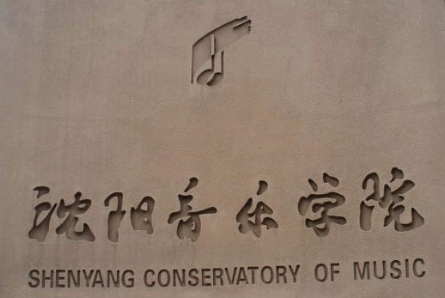 沈阳音乐学院
SHENYANG CONSERVATORY OF MUSIC